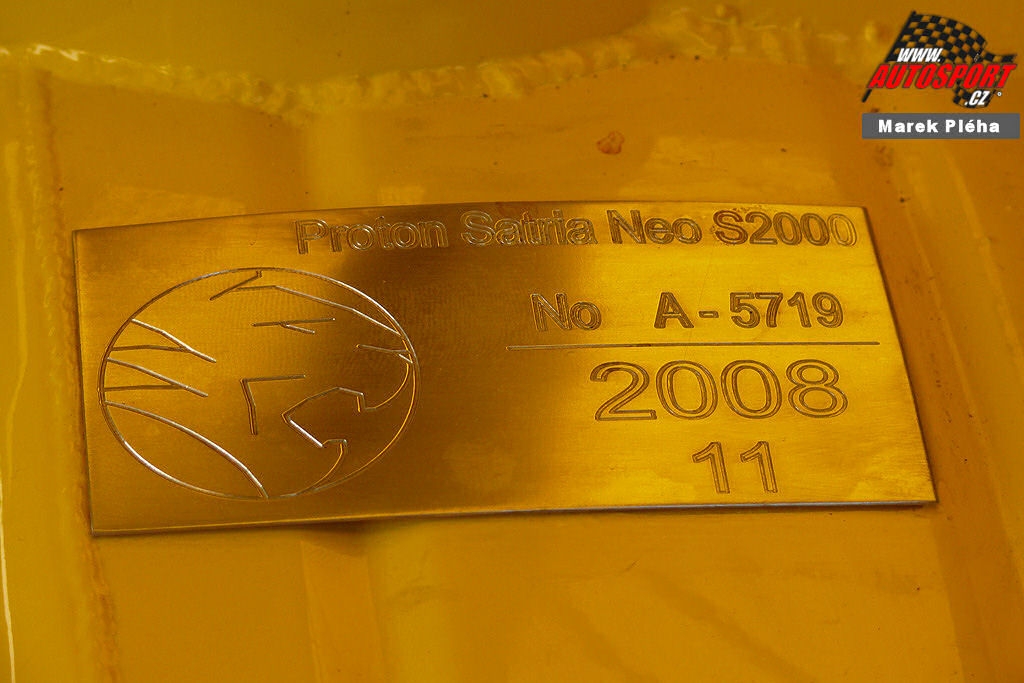 www.
AUTOSPORT
.CZ
Marek Pléha
Proton Satria Neo S2000
No A-5719
2008
11